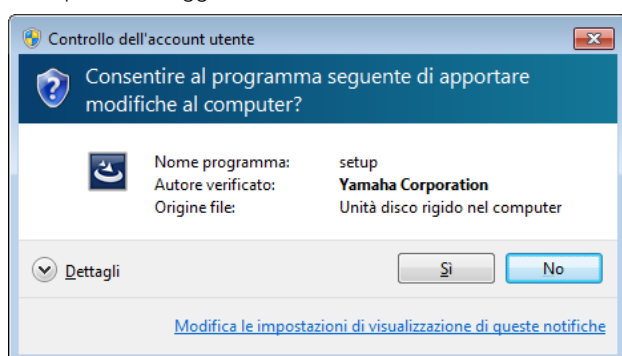 Controllo dell'account utente
Consentire al programma seguente di apportare
modifiche al computer?
Nome programma: setup
Autore verificato: Yamaha Corporation
Origine file: Unità disco rigido nel computer
Dettagli
Sì
No
Modifica le impostazioni di visualizzazione di queste notifiche